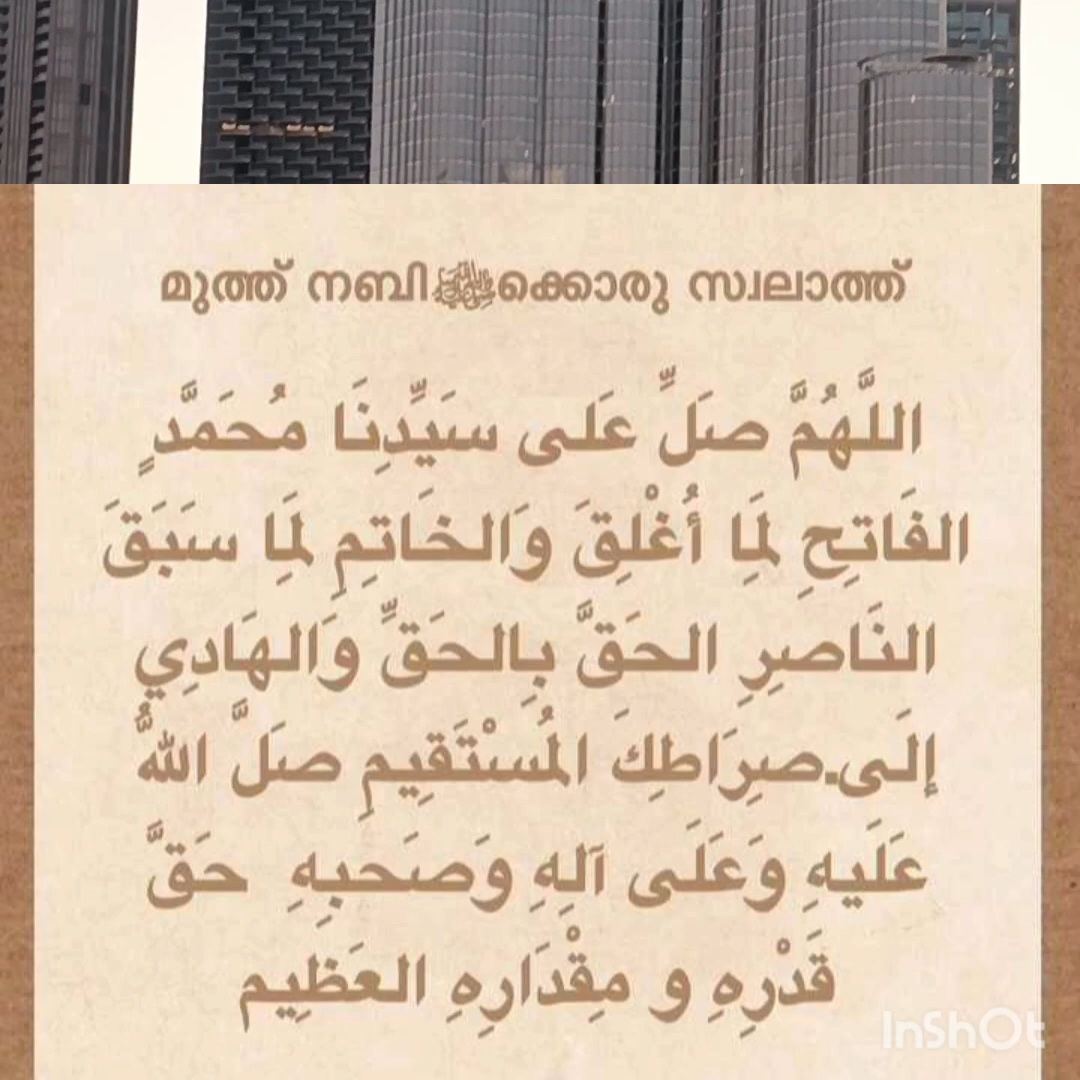 മുത്ത് നബിﷺക്കൊരു സ്വലാത്ത്
اللَّهُمَّ صَلِّ عَلى سَيِّدِنَا مُحَمَّدٍ
الفَاتِحِ لِمَا أُغْلِقَ وَالخَاتِمِ لِمَا سَبَقَ
النَاصِرِ الحَقَّ بِالحَقِّ وَالهَادِي
إلَى.صِرَاطِكَ المُسْتَقِيمِ صَلَّ اللهُّ
عَلَيهِ وَعَلَى آلِهِ وَصَحبِهِ حَقَّ
قَدْرِهِ و مِقْدَارِهِ العَظِيم
InShOt